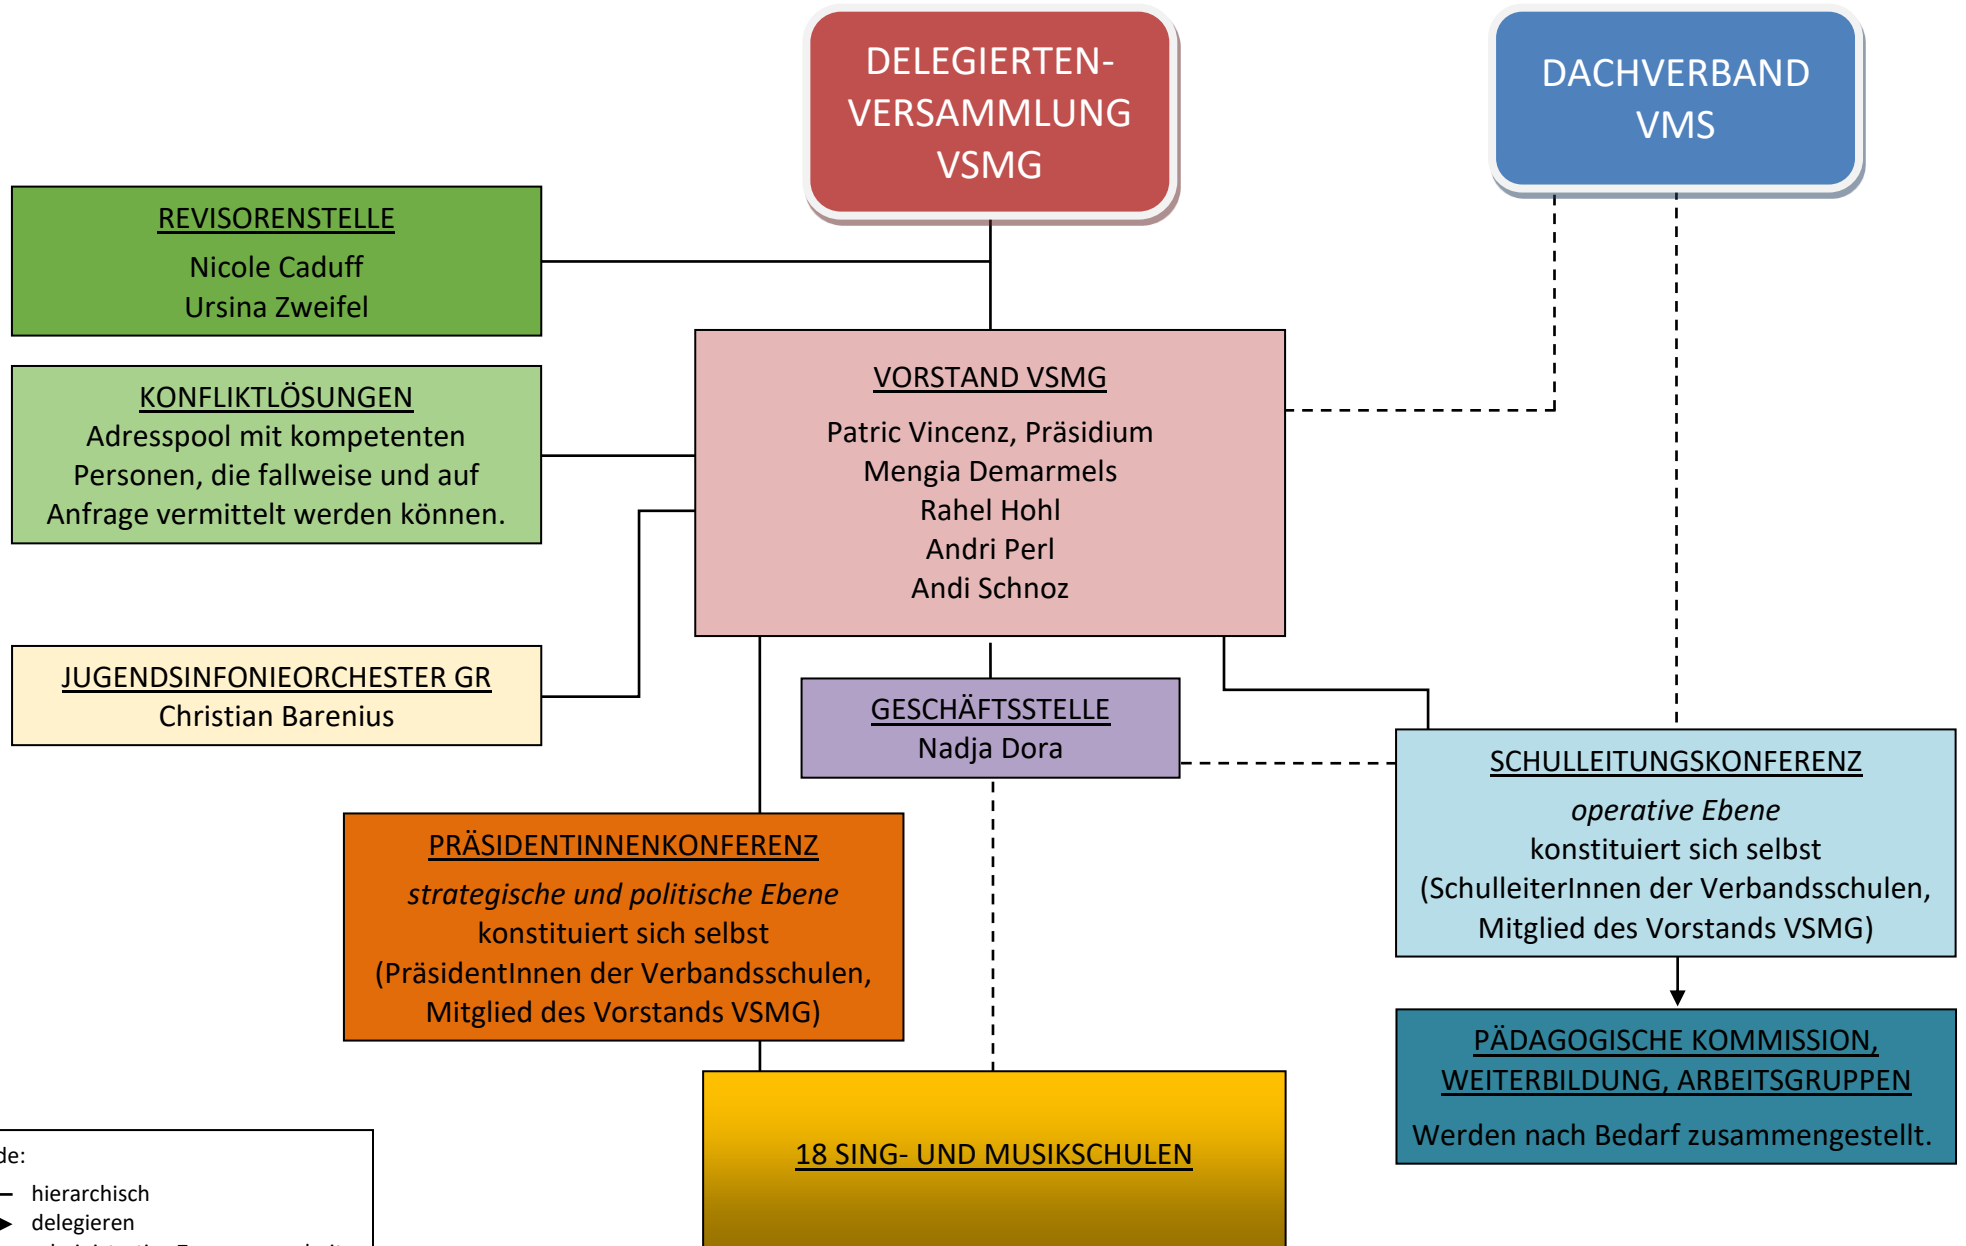 DELEGIERTEN-
VERSAMMLUNG
VSMG
DACHVERBAND
VMS
REVISORENSTELLE
Nicole Caduff
Ursina Zweifel
KONFLIKTLÖSUNGEN
Adresspool mit kompetenten
Personen, die fallweise und auf
Anfrage vermittelt werden können.
VORSTAND VSMG
Patric Vincenz, Präsidium
Mengia Demarmels
Rahel Hohl
Andri Perl
Andi Schnoz
JUGENDSINFONIEORCHESTER GR
Christian Barenius
GESCHÄFTSSTELLE
Nadja Dora
SCHULLEITUNGSKONFERENZ
operative Ebene
konstituiert sich selbst
(SchulleiterInnen der Verbandsschulen,
Mitglied des Vorstands VSMG)
PRÄSIDENTINNENKONFERENZ
strategische und politische Ebene
konstituiert sich selbst
(PräsidentInnen der Verbandsschulen,
Mitglied des Vorstands VSMG)
PÄDAGOGISCHE KOMMISSION,
WEITERBILDUNG, ARBEITSGRUPPEN
Werden nach Bedarf zusammengestellt.
18 SING- UND MUSIKSCHULEN
de:
hierarchisch
delegieren